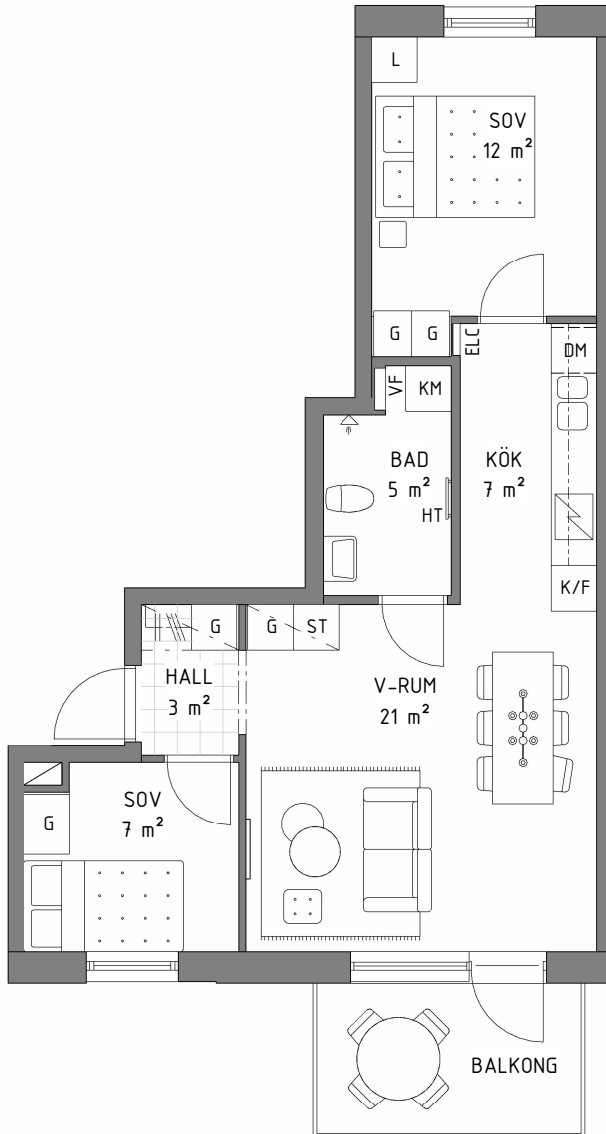 L
SOV
12 m²
G
G
ELC
DM
VF
KM
BAD
5 m²
HT
KÖK
7 m²
K/F
G
G
ST
HALL
3 m²
V-RUM
21 m²
SOV
7 m²
G
BALKONG